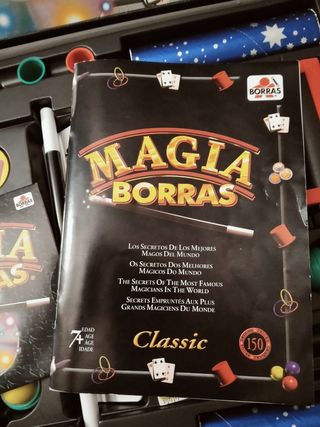 BORRAS
MAGIA
BORRAS
LOS SECRETOS DE LOS MEJORES
MAGOS DEL MUNDO
OS SECRETOS DOS MELHORES
MÁGICOS DO MUNDO
THE SECRETS OF THE MOST FAMOUS
MAGICIANS IN THE WORLD
SECRETS EMPRUNTÉS AUX PLUS
GRANDS MAGICIENS DU MONDE
7+
EDAD
AGE
ÂGE
IDADE
Classic
150